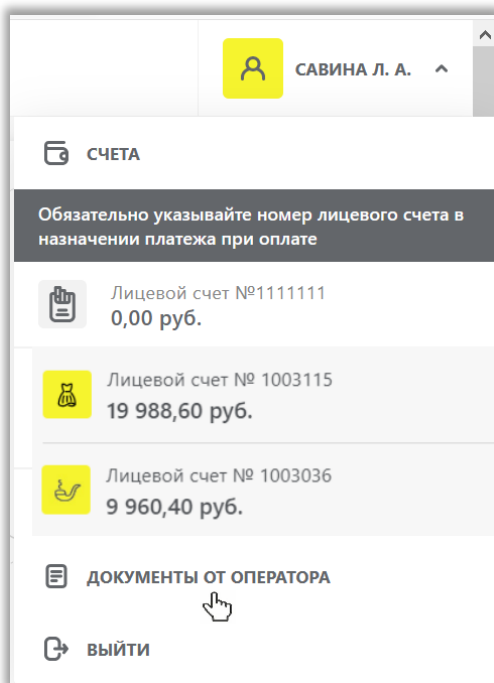 САВИНА Л. А.
СЧЕТА
Обязательно указывайте номер лицевого счета в
назначении платежа при оплате
Лицевой счет №1111111
0,00 руб.
Лицевой счет № 1003115
19 988,60 руб.
Лицевой счет № 1003036
9 960,40 руб.
ДОКУМЕНТЫ ОТ ОПЕРАТОРА
ВЫЙТИ